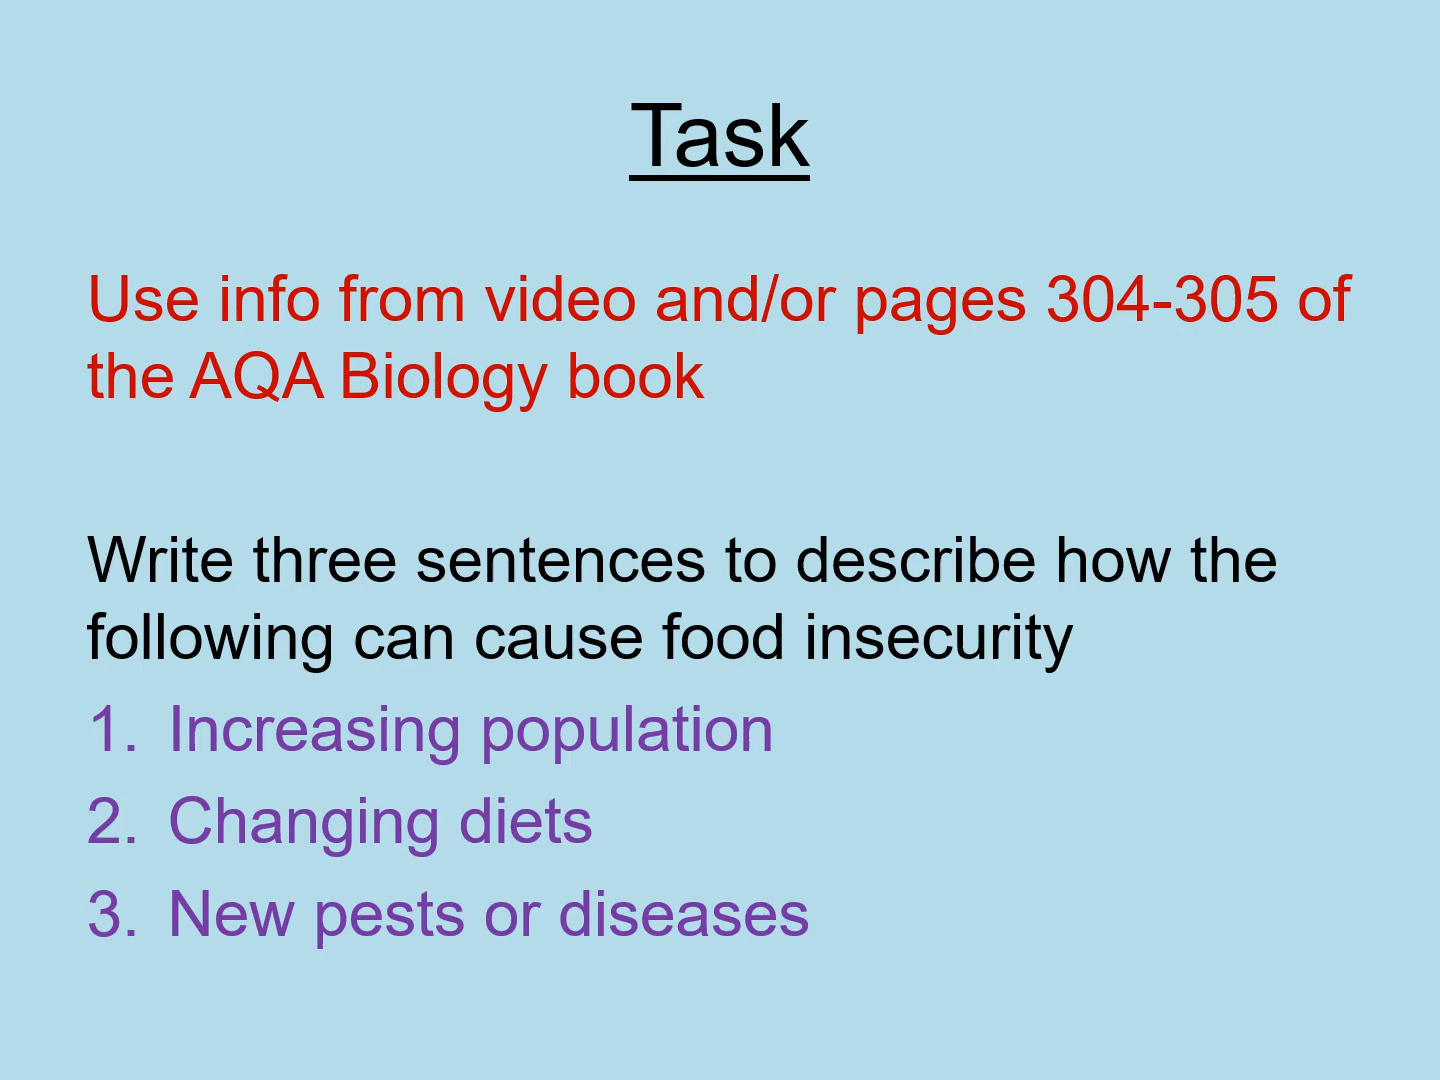 Task
Use info from video and/or pages 304-305 of
the AQA Biology book
Write three sentences to describe how the
following can cause food insecurity
1. Increasing population
2. Changing diets
3. New pests or diseases